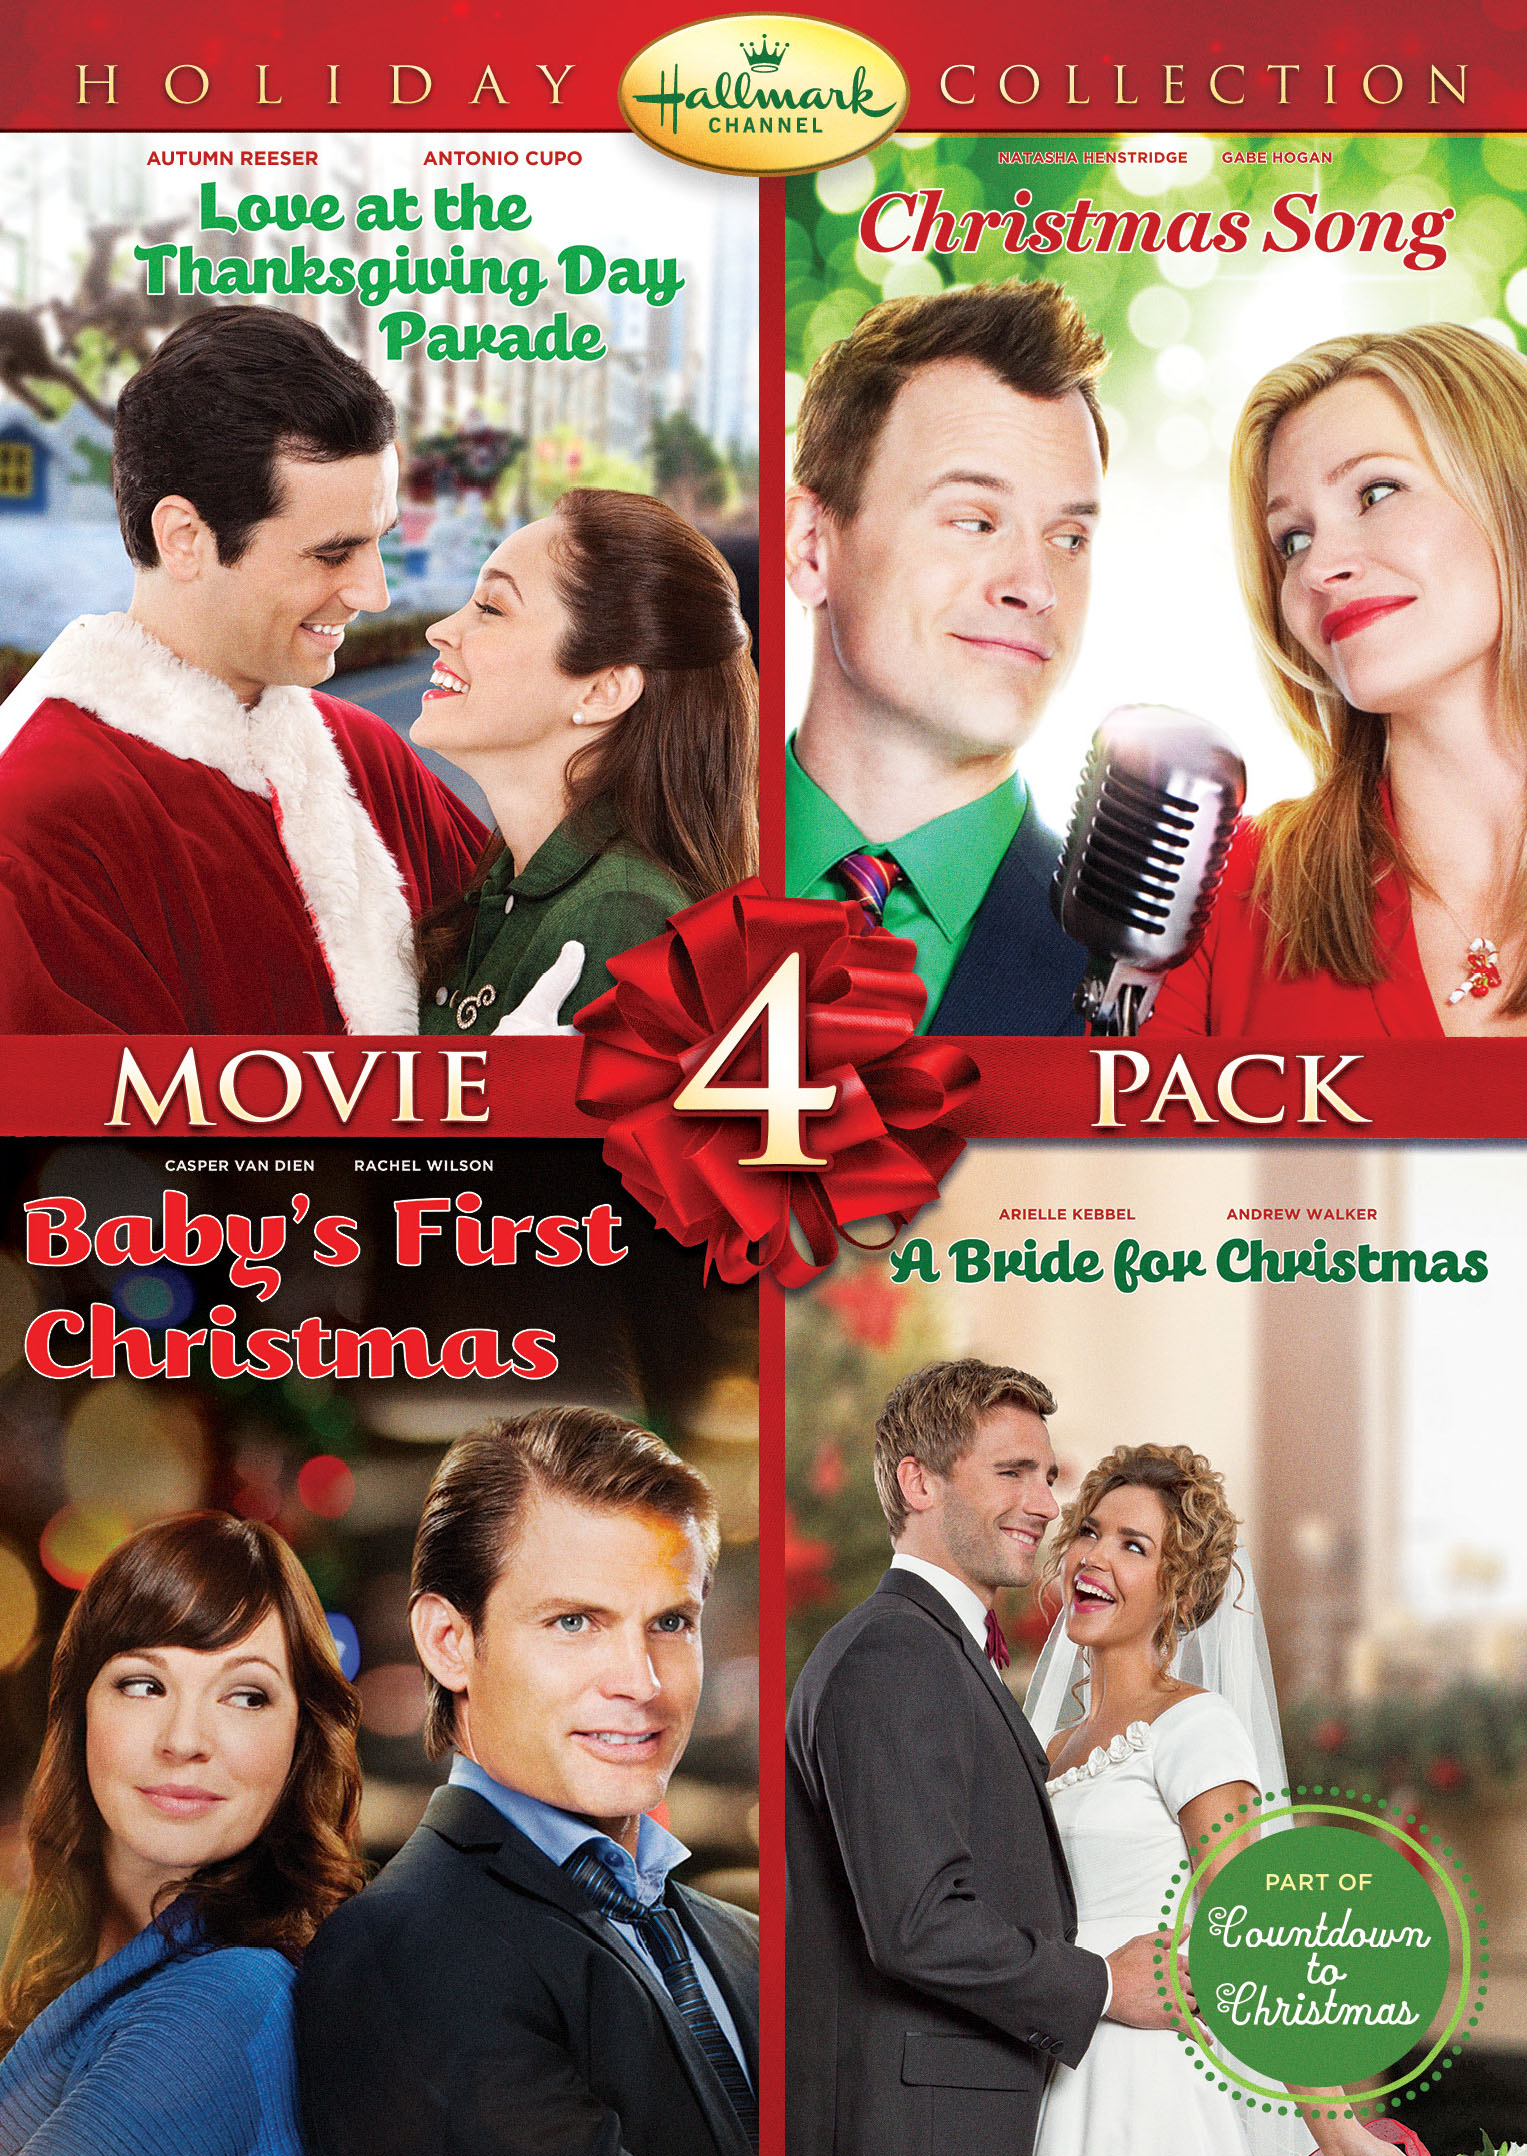 HOLIDAY Hallmark COLLECTION
CHANNEL
AUTUMN REESER ANTONIO CUPO
Love at the
Thanksgiving Day
Parade
NATASHA HENSTRIDGE GABE HOGAN
Christmas Song
MOVIE 4 PACK
CASPER VAN DIEN RACHEL WILSON
Baby's First
Christmas
ARIELLE KEBBEL ANDREW WALKER
A Bride for Christmas
PART OF
Countdown
to
Christmas